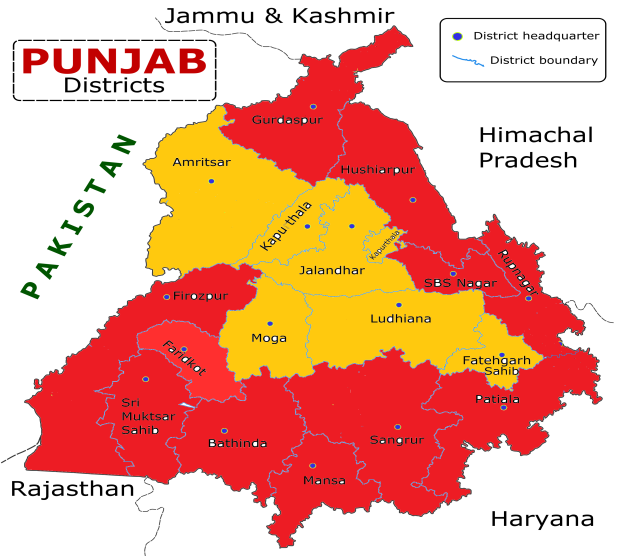 Jammu & Kashmir
PUNJAB
Districts
District headquarter
District boundary
Himachal
Pradesh
PAKISTAN
Gurdaspur
Amritsar
Hushiarpur
Kapu thala
Kapurthala
Jalandhar
SBS Nagar
Rupnagar
Firozpur
Moga
Ludhiana
Faridkot
Fatehgarh
Sahib
Sri
Muktsar
Sahib
Patiala
Bathinda
Sangrur
Mansa
Rajasthan
Haryana